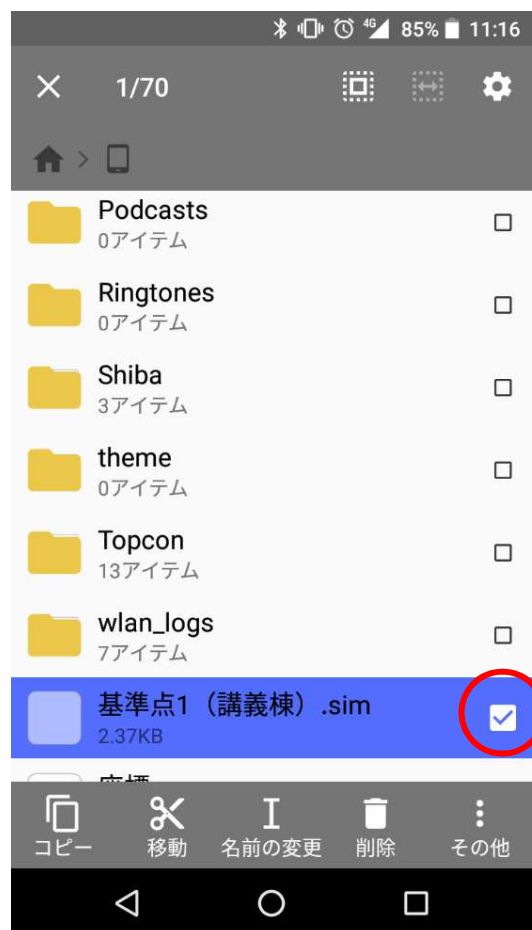 4G 85% 11:16
1/70
Podcasts
0アイテム
Ringtones
0アイテム
Shiba
3アイテム
theme
0アイテム
Topcon
13アイテム
wlan_logs
7アイテム
基準点1（講義棟）.sim
2.37KB
座標
コピー 移動 名前の変更 削除 その他